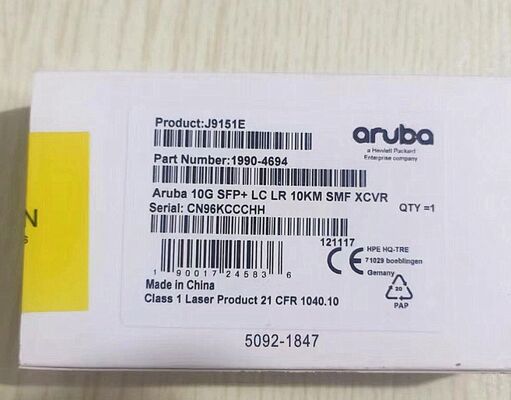 Product:J9151E
aruba
a Hewlett Packard
Enterprise company
Part Number:1990-4694
Aruba 10G SFP+ LC LR 10KM SMF XCVR
QTY =1
Serial: CN96KCCCHH
121117
1 90017 24583 6
CE
HPE HQ-TRE
71029 boeblingen
Germany
Made in China
Class 1 Laser Product 21 CFR 1040.10
20
PAP
5092-1847
N
s